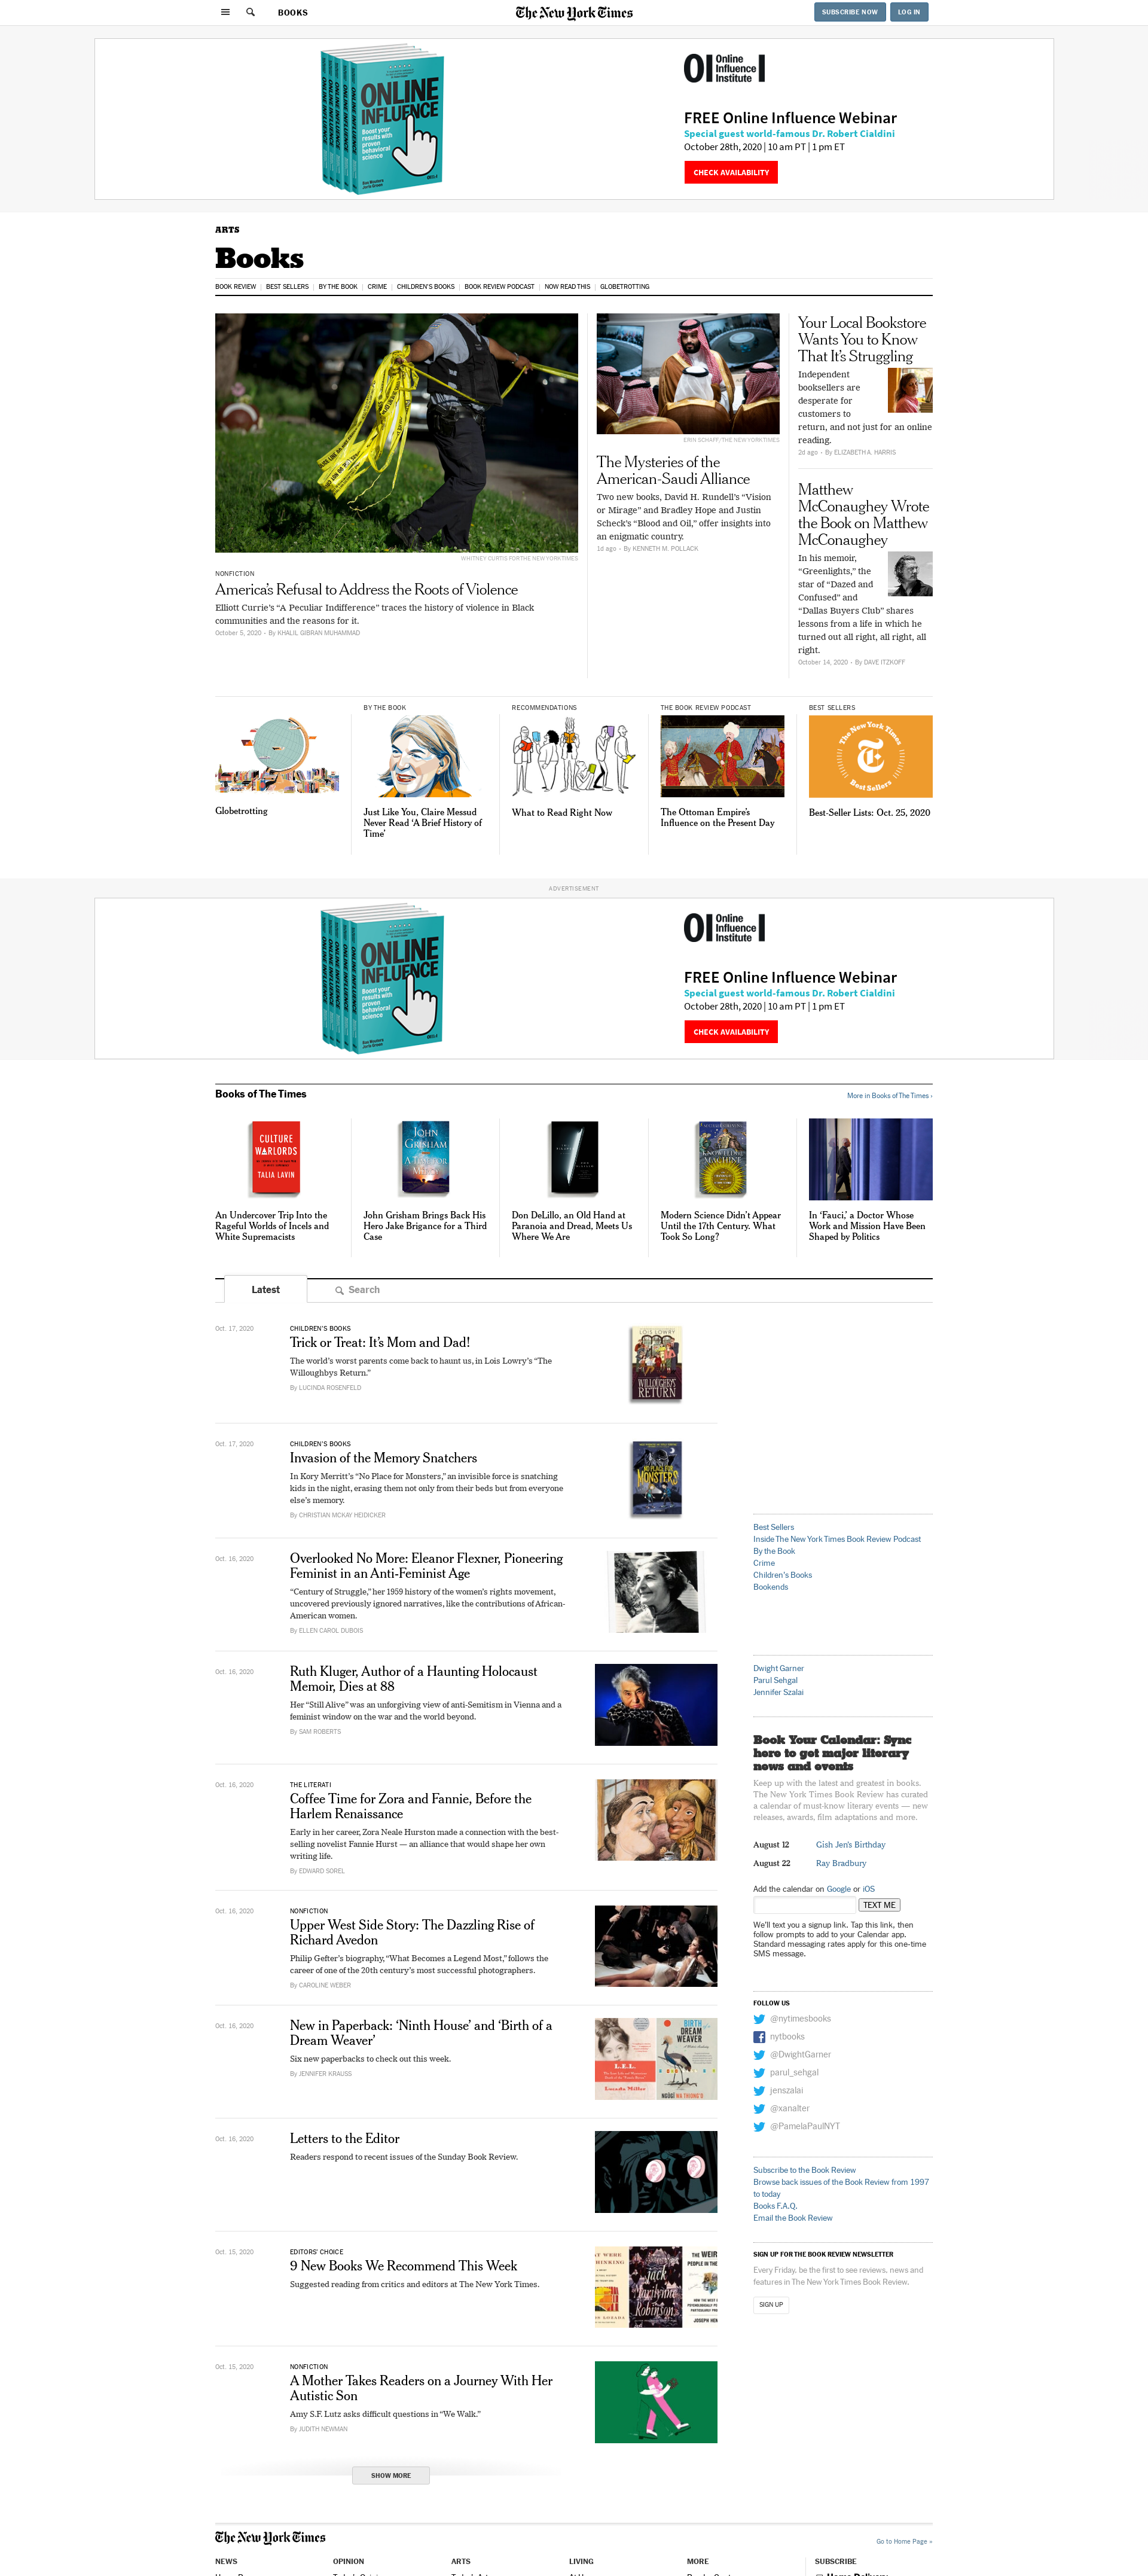 BOOKS
The New York Times
SUBSCRIBE NOW
LOG IN
ONLINE INFLUENCE
Boost your results with proven behavioral science
Online Influence Institute
FREE Online Influence Webinar
Special guest world-famous Dr. Robert Cialdini
October 28th, 2020 | 10 am PT | 1 pm ET
CHECK AVAILABILITY
ARTS
Books
BOOK REVIEW | BEST SELLERS | BY THE BOOK | CRIME | CHILDREN'S BOOKS | BOOK REVIEW PODCAST | NOW READ THIS | GLOBETROTTING
WHITNEY CURTIS FOR THE NEW YORK TIMES
NONFICTION
America's Refusal to Address the Roots of Violence
Elliott Currie's “A Peculiar Indifference” traces the history of violence in Black
communities and the reasons for it.
October 5, 2020 • By KHALIL GIBRAN MUHAMMAD
ERIN SCHAFF/THE NEW YORK TIMES
The Mysteries of the
American-Saudi Alliance
Two new books, David H. Rundell's “Vision
or Mirage” and Bradley Hope and Justin
Scheck's “Blood and Oil,” offer insights into
an enigmatic country.
1d ago • By KENNETH M. POLLACK
Your Local Bookstore
Wants You to Know
That It's Struggling
Independent
booksellers are
desperate for
customers to
return, and not just for an online
reading.
2d ago • By ELIZABETH A. HARRIS
Matthew
McConaughey Wrote
the Book on Matthew
McConaughey
In his memoir,
“Greenlights,” the
star of “Dazed and
Confused” and
“Dallas Buyers Club” shares
lessons from a life in which he
turned out all right, all right, all
right.
October 14, 2020 • By DAVE ITZKOFF
Globetrotting
BY THE BOOK
Just Like You, Claire Messud
Never Read ‘A Brief History of
Time’
RECOMMENDATIONS
What to Read Right Now
THE BOOK REVIEW PODCAST
The Ottoman Empire's
Influence on the Present Day
BEST SELLERS
The New York Times
Best Sellers
Best-Seller Lists: Oct. 25, 2020
ADVERTISEMENT
ONLINE INFLUENCE
Boost your results with proven behavioral science
Online Influence Institute
FREE Online Influence Webinar
Special guest world-famous Dr. Robert Cialdini
October 28th, 2020 | 10 am PT | 1 pm ET
CHECK AVAILABILITY
Books of The Times
More in Books of The Times ›
CULTURE WARLORDS
TALIA LAVIN
An Undercover Trip Into the
Rageful Worlds of Incels and
White Supremacists
JOHN GRISHAM
A TIME FOR MERCY
John Grisham Brings Back His
Hero Jake Brigance for a Third
Case
Don DeLillo, an Old Hand at
Paranoia and Dread, Meets Us
Where We Are
KNOWLEDGE MACHINE
Modern Science Didn't Appear
Until the 17th Century. What
Took So Long?
In ‘Fauci,’ a Doctor Whose
Work and Mission Have Been
Shaped by Politics
Latest
Search
Oct. 17, 2020
CHILDREN'S BOOKS
Trick or Treat: It's Mom and Dad!
The world's worst parents come back to haunt us, in Lois Lowry's “The
Willoughbys Return.”
By LUCINDA ROSENFELD
LOIS LOWRY
WILLOUGHBYS RETURN
Oct. 17, 2020
CHILDREN'S BOOKS
Invasion of the Memory Snatchers
In Kory Merritt's “No Place for Monsters,” an invisible force is snatching
kids in the night, erasing them not only from their beds but from everyone
else's memory.
By CHRISTIAN MCKAY HEIDICKER
NO PLACE FOR MONSTERS
Oct. 16, 2020
Overlooked No More: Eleanor Flexner, Pioneering
Feminist in an Anti-Feminist Age
“Century of Struggle,” her 1959 history of the women's rights movement,
uncovered previously ignored narratives, like the contributions of African-
American women.
By ELLEN CAROL DUBOIS
Oct. 16, 2020
Ruth Kluger, Author of a Haunting Holocaust
Memoir, Dies at 88
Her “Still Alive” was an unforgiving view of anti-Semitism in Vienna and a
feminist window on the war and the world beyond.
By SAM ROBERTS
Oct. 16, 2020
THE LITERATI
Coffee Time for Zora and Fannie, Before the
Harlem Renaissance
Early in her career, Zora Neale Hurston made a connection with the best-
selling novelist Fannie Hurst — an alliance that would shape her own
writing life.
By EDWARD SOREL
Oct. 16, 2020
NONFICTION
Upper West Side Story: The Dazzling Rise of
Richard Avedon
Philip Gefter's biography, “What Becomes a Legend Most,” follows the
career of one of the 20th century's most successful photographers.
By CAROLINE WEBER
Oct. 16, 2020
New in Paperback: ‘Ninth House’ and ‘Birth of a
Dream Weaver’
Six new paperbacks to check out this week.
By JENNIFER KRAUSS
L.E.L.
BIRTH OF A DREAM WEAVER
Oct. 16, 2020
Letters to the Editor
Readers respond to recent issues of the Sunday Book Review.
Oct. 15, 2020
EDITORS' CHOICE
9 New Books We Recommend This Week
Suggested reading from critics and editors at The New York Times.
Oct. 15, 2020
NONFICTION
A Mother Takes Readers on a Journey With Her
Autistic Son
Amy S.F. Lutz asks difficult questions in “We Walk.”
By JUDITH NEWMAN
SHOW MORE
Best Sellers
Inside The New York Times Book Review Podcast
By the Book
Crime
Children's Books
Bookends
Dwight Garner
Parul Sehgal
Jennifer Szalai
Book Your Calendar: Sync
here to get major literary
news and events
Keep up with the latest and greatest in books.
The New York Times Book Review has curated
a calendar of must-know literary events — new
releases, awards, film adaptations and more.
August 12 Gish Jen's Birthday
August 22 Ray Bradbury
Add the calendar on Google or iOS
TEXT ME
We'll text you a signup link. Tap this link, then
follow prompts to add to your Calendar app.
Standard messaging rates apply for this one-time
SMS message.
FOLLOW US
@nytimesbooks
nytbooks
@DwightGarner
parul_sehgal
jenszalai
@xanalter
@PamelaPaulNYT
Subscribe to the Book Review
Browse back issues of the Book Review from 1997
to today
Books F.A.Q.
Email the Book Review
SIGN UP FOR THE BOOK REVIEW NEWSLETTER
Every Friday, be the first to see reviews, news and
features in The New York Times Book Review.
SIGN UP
The New York Times
Go to Home Page »
NEWS
OPINION
ARTS
LIVING
MORE
SUBSCRIBE